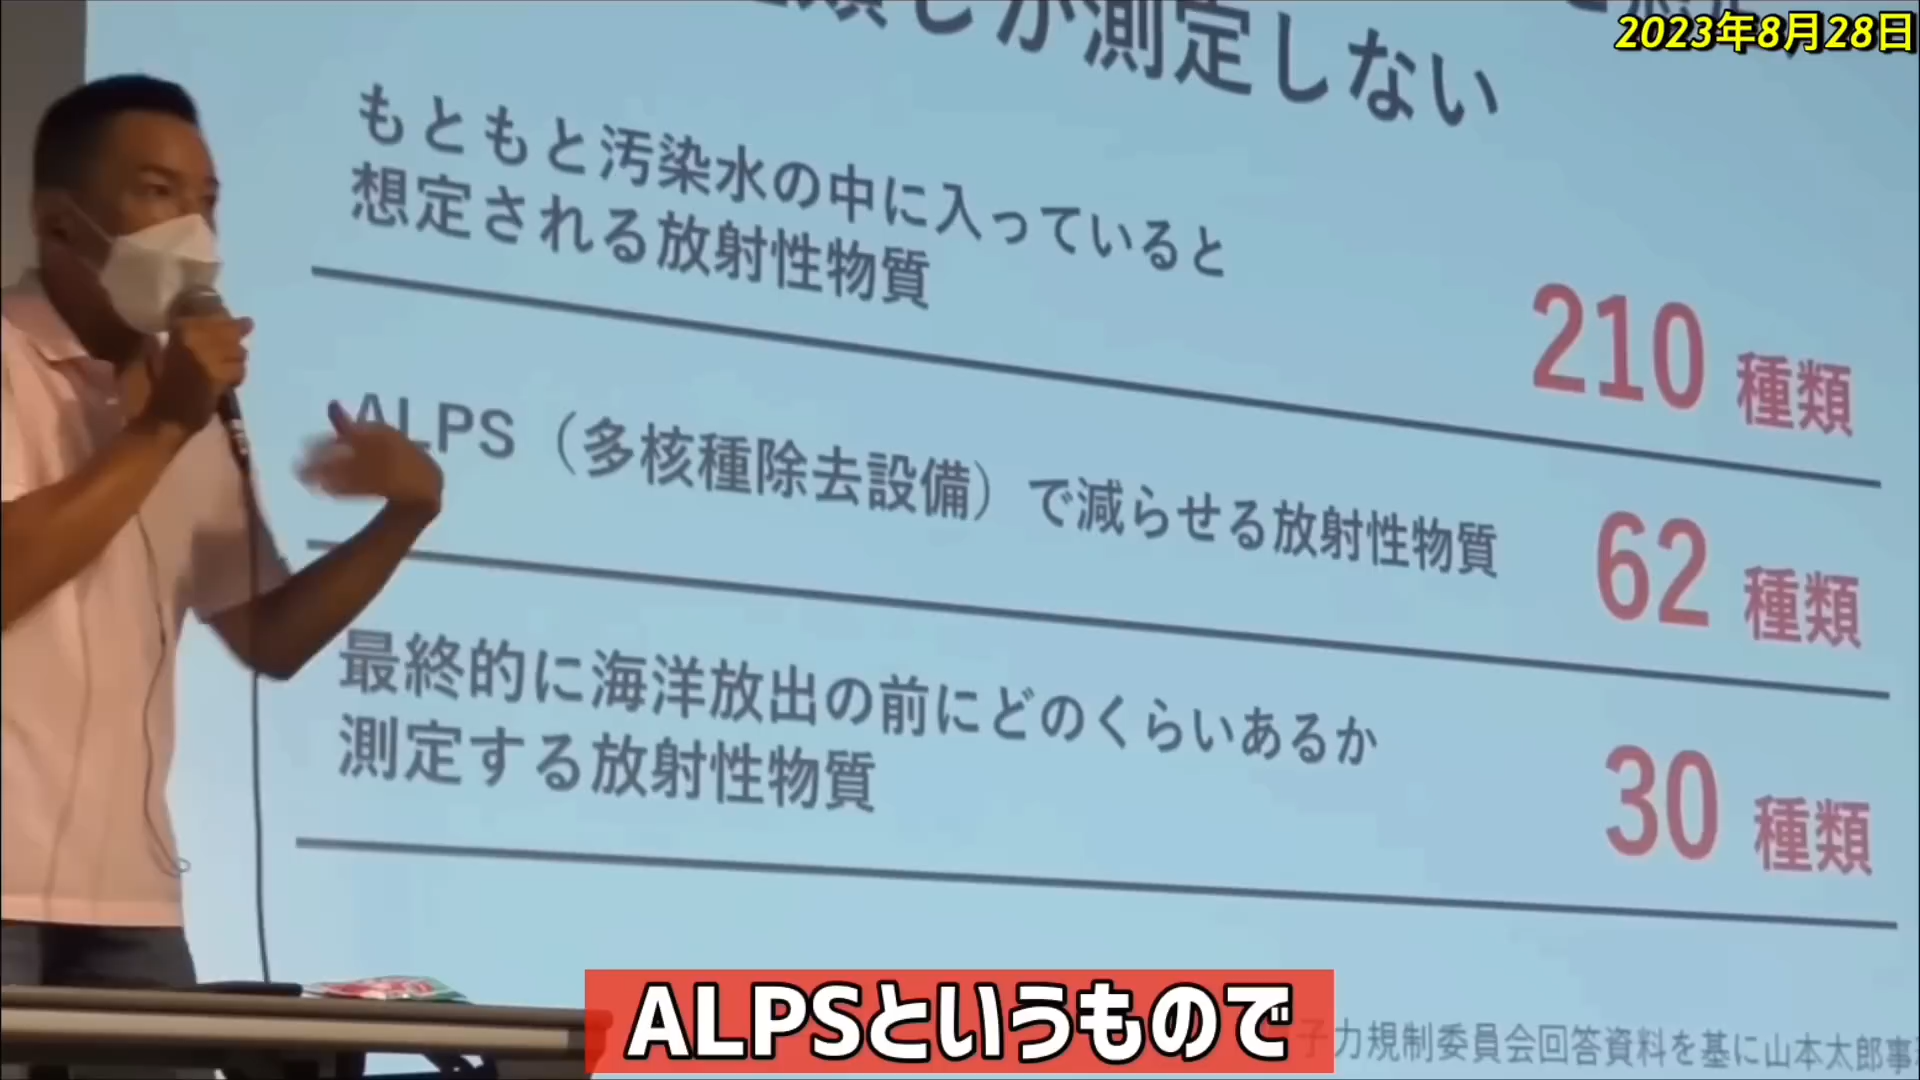 2023年8月28日
しか測定しない
もともと汚染水の中に入っていると
想定される放射性物質
210 種類
ALPS（多核種除去設備）で減らせる放射性物質
62 種類
最終的に海洋放出の前にどのくらいあるか
測定する放射性物質
30 種類
ALPSというもので
子力規制委員会回答資料を基に山本太郎事